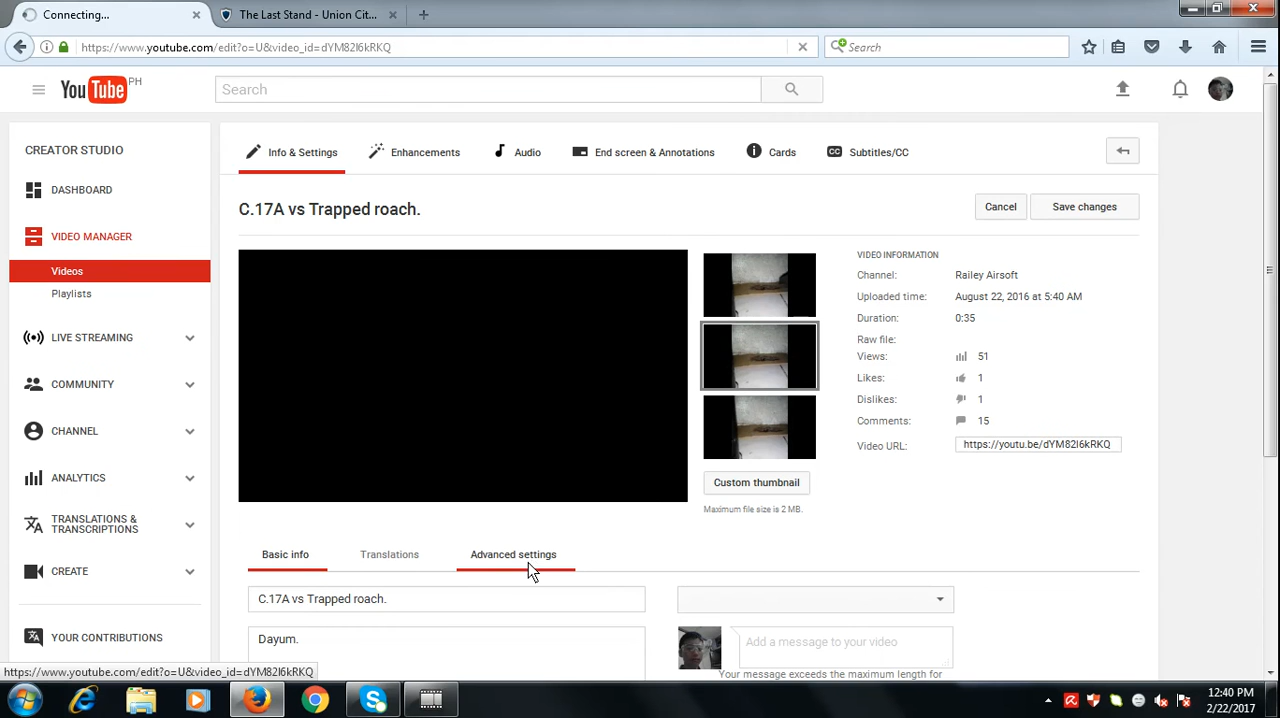 Connecting...
The Last Stand - Union Cit...
https://www.youtube.com/edit?o=U&video_id=dYM82I6kRKQ
Search
YouTube PH
Search
CREATOR STUDIO
DASHBOARD
VIDEO MANAGER
Videos
Playlists
LIVE STREAMING
COMMUNITY
CHANNEL
ANALYTICS
TRANSLATIONS &
TRANSCRIPTIONS
CREATE
YOUR CONTRIBUTIONS
Info & Settings
Enhancements
Audio
End screen & Annotations
Cards
CC Subtitles/CC
C.17A vs Trapped roach.
Cancel
Save changes
VIDEO INFORMATION
Channel: Railey Airsoft
Uploaded time: August 22, 2016 at 5:40 AM
Duration: 0:35
Raw file:
Views: 51
Likes: 1
Dislikes: 1
Comments: 15
Video URL: https://youtu.be/dYM82I6kRKQ
Custom thumbnail
Maximum file size is 2 MB.
Basic info
Translations
Advanced settings
C.17A vs Trapped roach.
Dayum.
Add a message to your video
Your message exceeds the maximum length for
https://www.youtube.com/edit?o=U&video_id=dYM82I6kRKQ
12:40 PM
2/22/2017